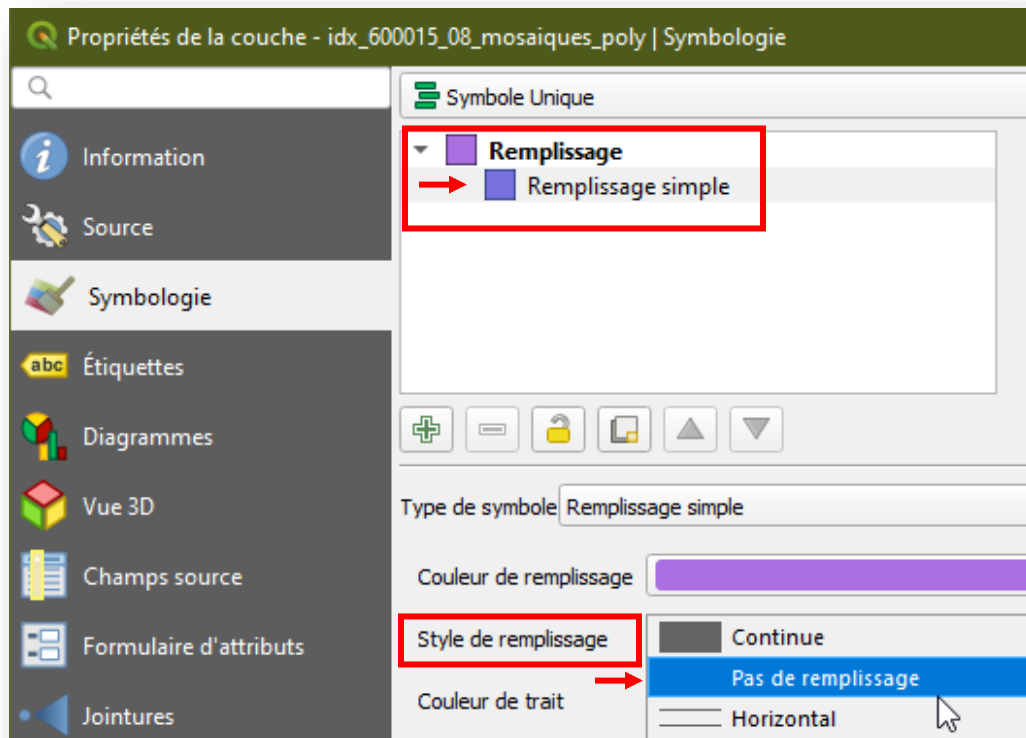 Propriétés de la couche - idx_600015_08_mosaiques_poly | Symbologie
Symbole Unique
Information
Source
Symbologie
abc Étiquettes
Diagrammes
Vue 3D
Champs source
Formulaire d'attributs
Jointures
Remplissage
Remplissage simple
Type de symbole Remplissage simple
Couleur de remplissage
Style de remplissage
Continue
Pas de remplissage
Couleur de trait
Horizontal